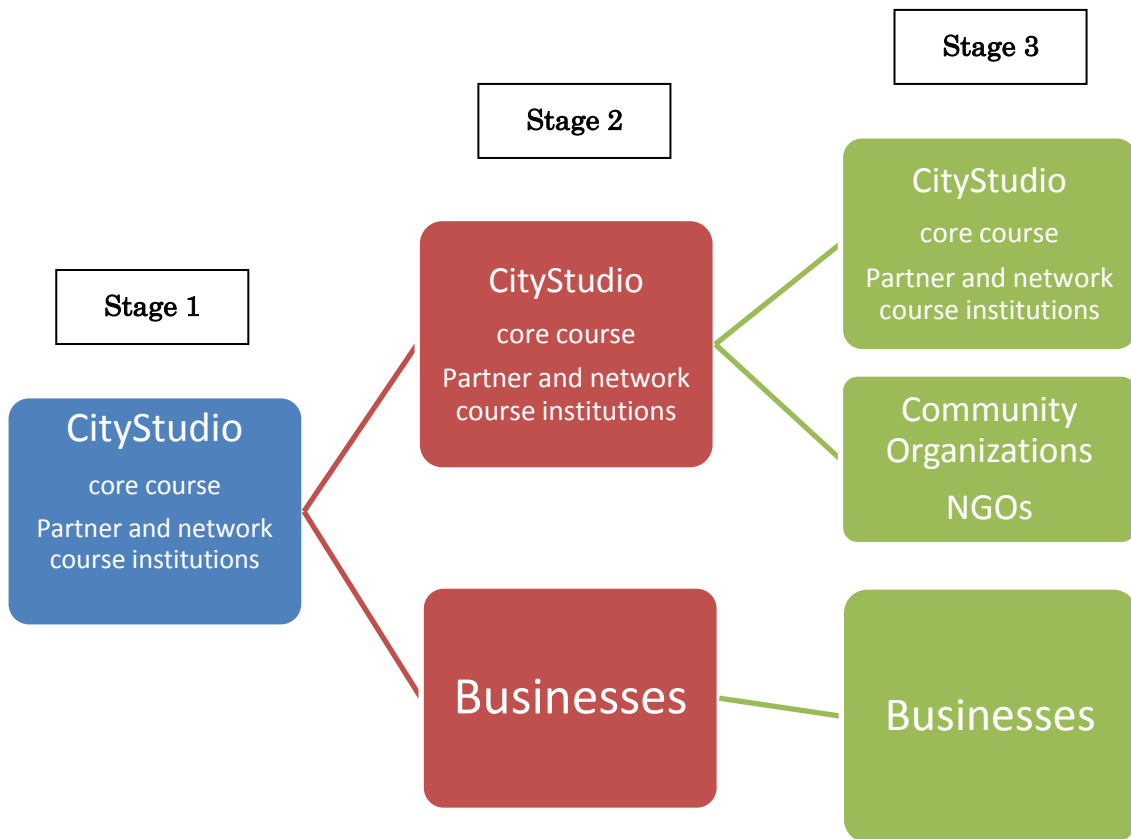 Stage 1
CityStudio
core course
Partner and network
course institutions
Stage 2
CityStudio
core course
Partner and network
course institutions
Businesses
Stage 3
CityStudio
core course
Partner and network
course institutions
Community
Organizations
NGOs
Businesses